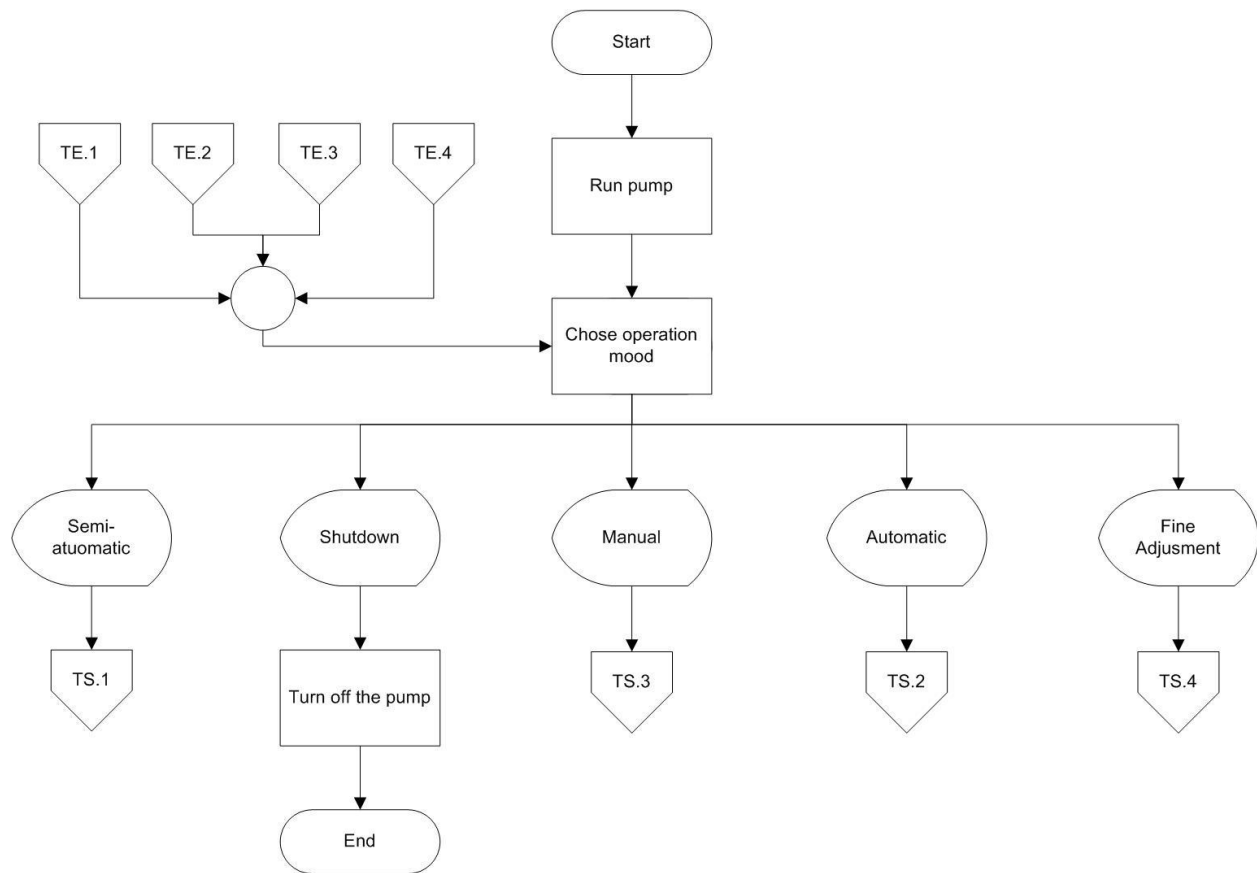 Start
TE.1
TE.2
TE.3
TE.4
Run pump
Chose operation
mood
Semi-
atuomatic
Shutdown
Manual
Automatic
Fine
Adjusment
TS.1
Turn off the pump
TS.3
TS.2
TS.4
End